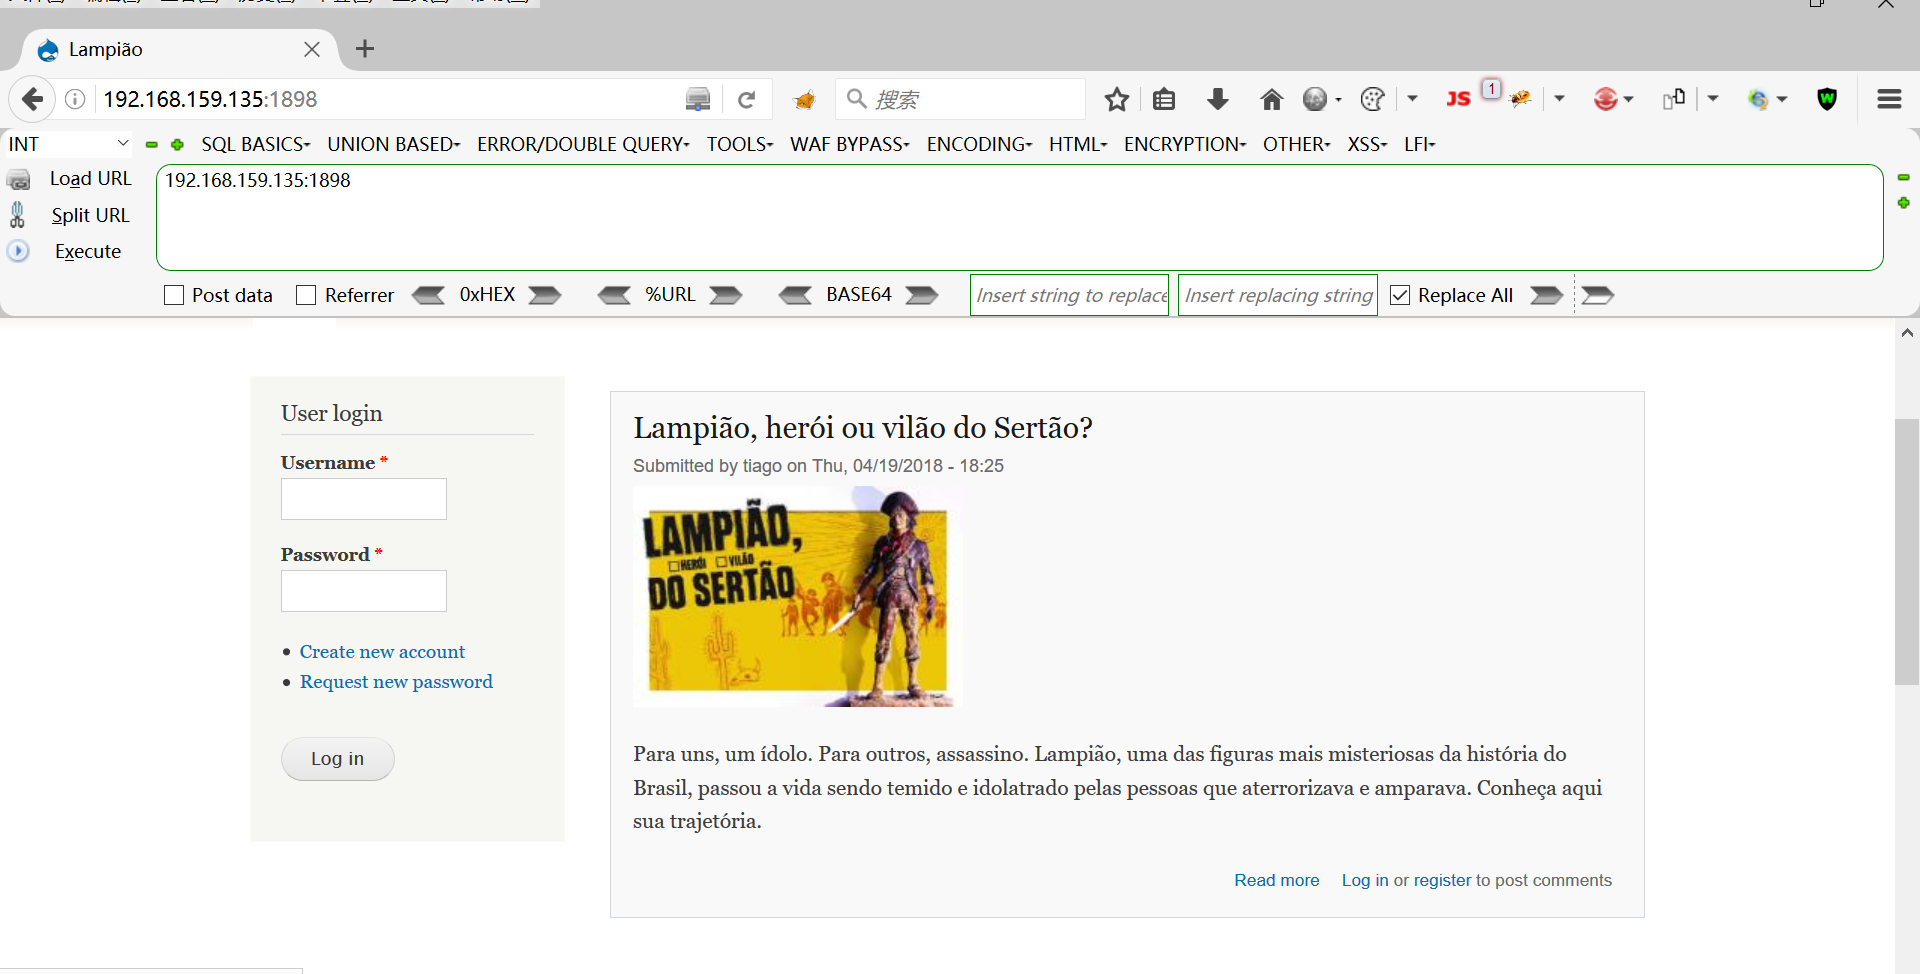 Lampião
192.168.159.135:1898
搜索
JS
1
W
INT
SQL BASICS
UNION BASED
ERROR/DOUBLE QUERY
TOOLS
WAF BYPASS
ENCODING
HTML
ENCRYPTION
OTHER
XSS
LFI
Load URL
192.168.159.135:1898
Split URL
Execute
Post data
Referrer
0xHEX
%URL
BASE64
Insert string to replace
Insert replacing string
Replace All
User login
Username *
Password *
Create new account
Request new password
Log in
Lampião, herói ou vilão do Sertão?
Submitted by tiago on Thu, 04/19/2018 - 18:25
LAMPIÃO,
HERÓI VILÃO
DO SERTÃO
Para uns, um ídolo. Para outros, assassino. Lampião, uma das figuras mais misteriosas da história do
Brasil, passou a vida sendo temido e idolatrado pelas pessoas que aterrorizava e amparava. Conheça aqui
sua trajetória.
Read more
Log in or register to post comments